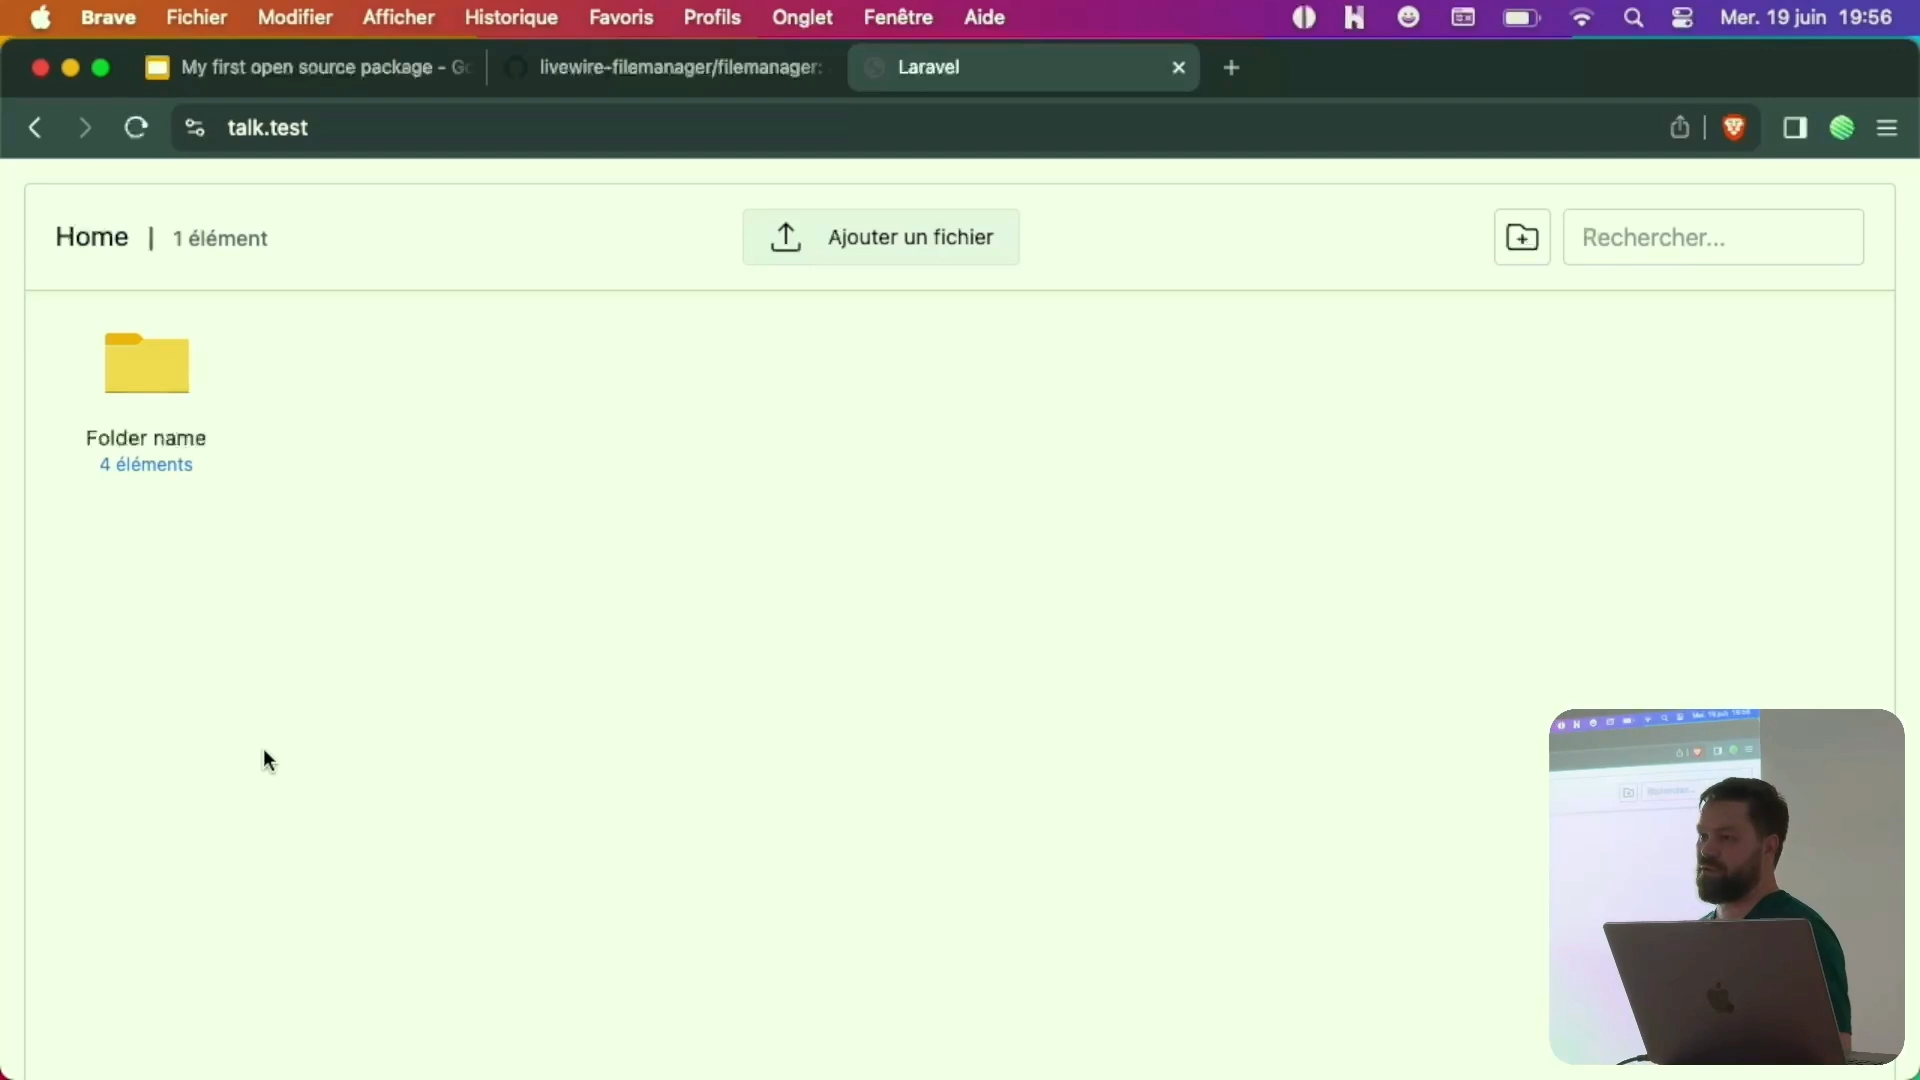 Brave Fichier Modifier Afficher Historique Favoris Profils Onglet Fenêtre Aide Mer. 19 juin 19:56
My first open source package - Go livewire-filemanager/filemanager: Laravel
talk.test
Home | 1 élément Ajouter un fichier Rechercher...
Folder name
4 éléments